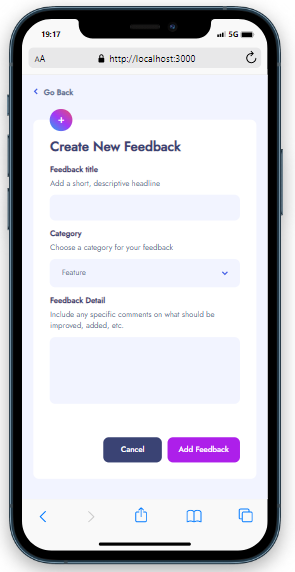 19:17
5G
AA
http://localhost:3000
Go Back
+
Create New Feedback
Feedback title
Add a short, descriptive headline
Category
Choose a category for your feedback
Feature
Feedback Detail
Include any specific comments on what should be
improved, added, etc.
Cancel
Add Feedback